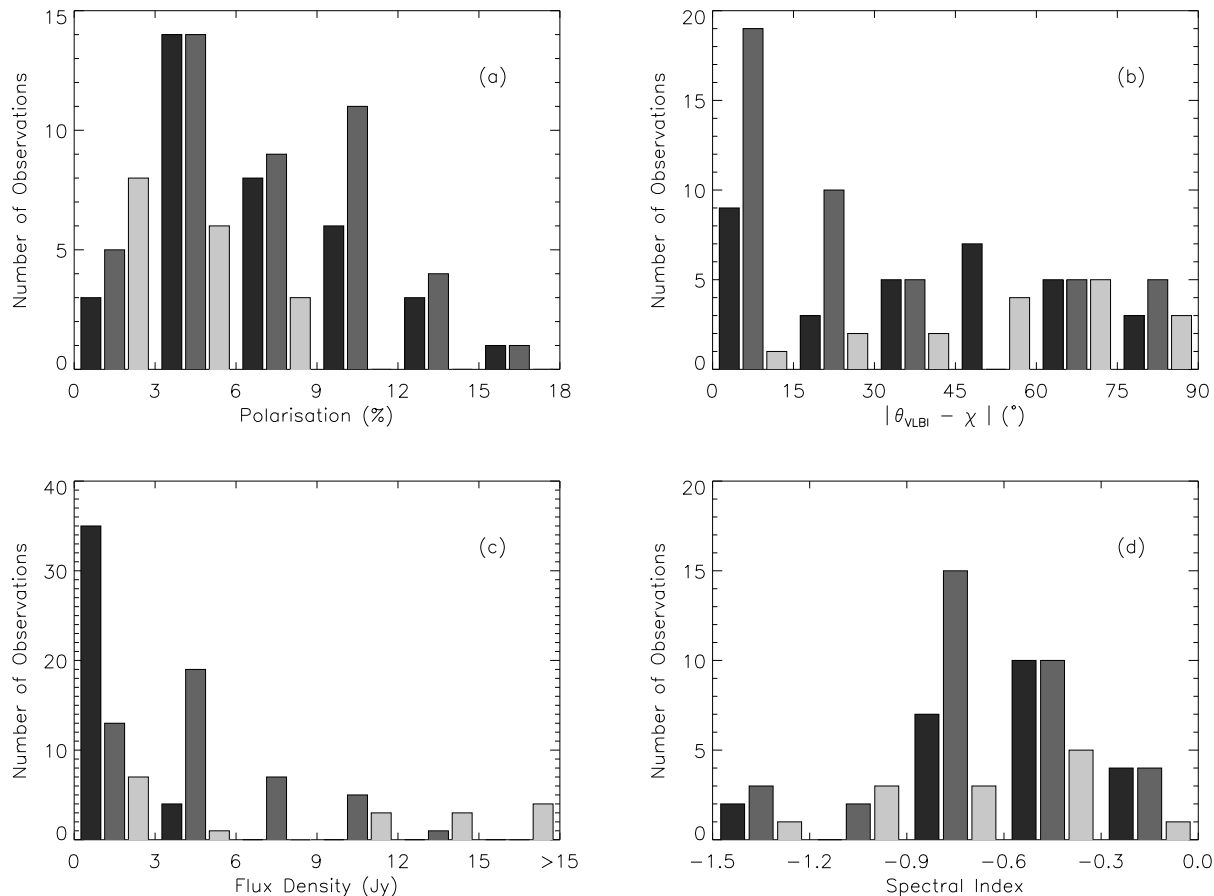 15
10
5
0
Number of Observations
(a)
0 3 6 9 12 15 18
Polarisation (%)
20
15
10
5
0
Number of Observations
(b)
0 15 30 45 60 75 90
|θVLBI − χ | (°)
40
30
20
10
0
Number of Observations
(c)
0 3 6 9 12 15 >15
Flux Density (Jy)
20
15
10
5
0
Number of Observations
(d)
−1.5 −1.2 −0.9 −0.6 −0.3 0.0
Spectral Index